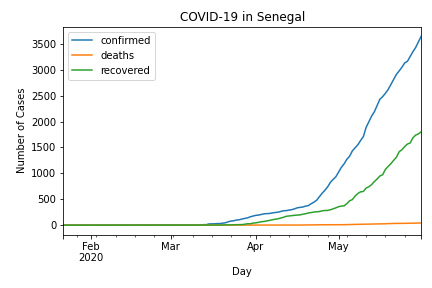 COVID-19 in Senegal
confirmed
deaths
recovered
Number of Cases
3500
3000
2500
2000
1500
1000
500
0
Feb
2020
Mar
Apr
May
Day